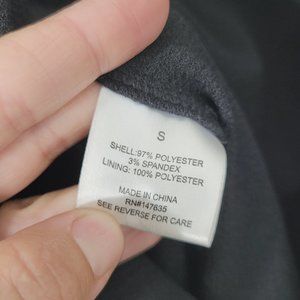 S
SHELL:97% POLYESTER
3% SPANDEX
LINING: 100% POLYESTER
MADE IN CHINA
RN#147635
SEE REVERSE FOR CARE